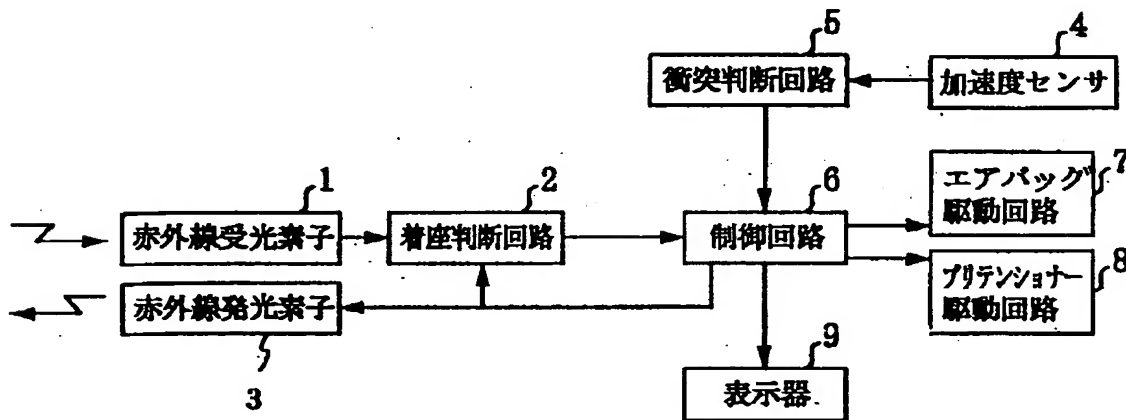 5
4
衝突判断回路
加速度センサ
1
2
6
7
エアバッグ
駆動回路
赤外線受光素子
着座判断回路
制御回路
8
プリテンショナー
駆動回路
赤外線発光素子
3
9
表示器